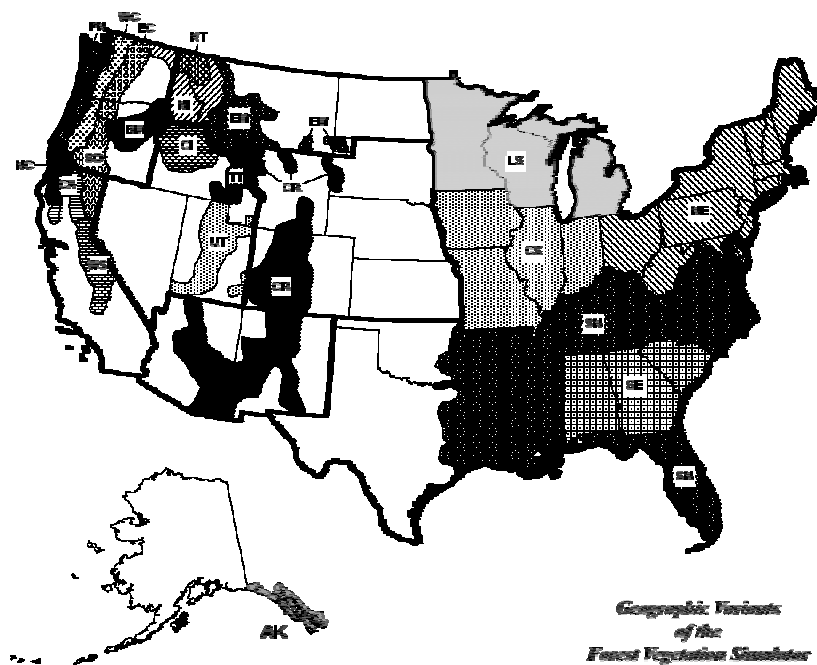 WC
PN
EC
KT
NI
BM
EM
EM
CI
NC
SO
TT
CR
CA
UT
WS
CR
LS
NE
CS
SN
SE
SN
AK
Geographic Variants
of the
Forest Vegetation Simulator